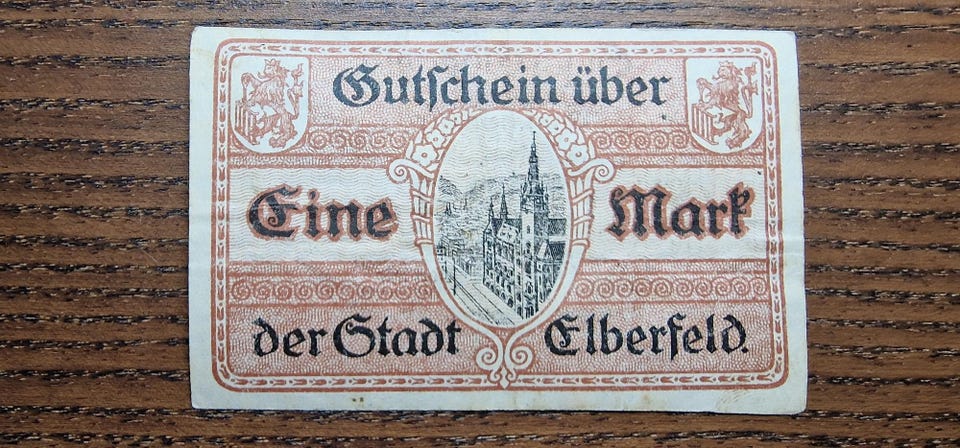 Gutschein über
Eine Mark
der Stadt Elberfeld.